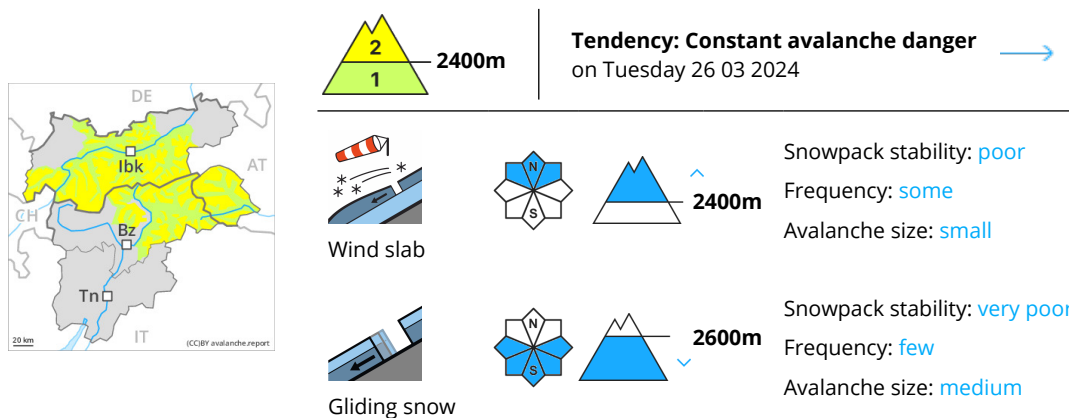 2
1
2400m
Tendency: Constant avalanche danger
on Tuesday 26 03 2024
DE
Ibk
AT
CH
Bz
Tn
IT
20 km
(CC)BY avalanche.report
Wind slab
N
S
2400m
Snowpack stability: poor
Frequency: some
Avalanche size: small
Gliding snow
N
S
2600m
Snowpack stability: very poor
Frequency: few
Avalanche size: medium